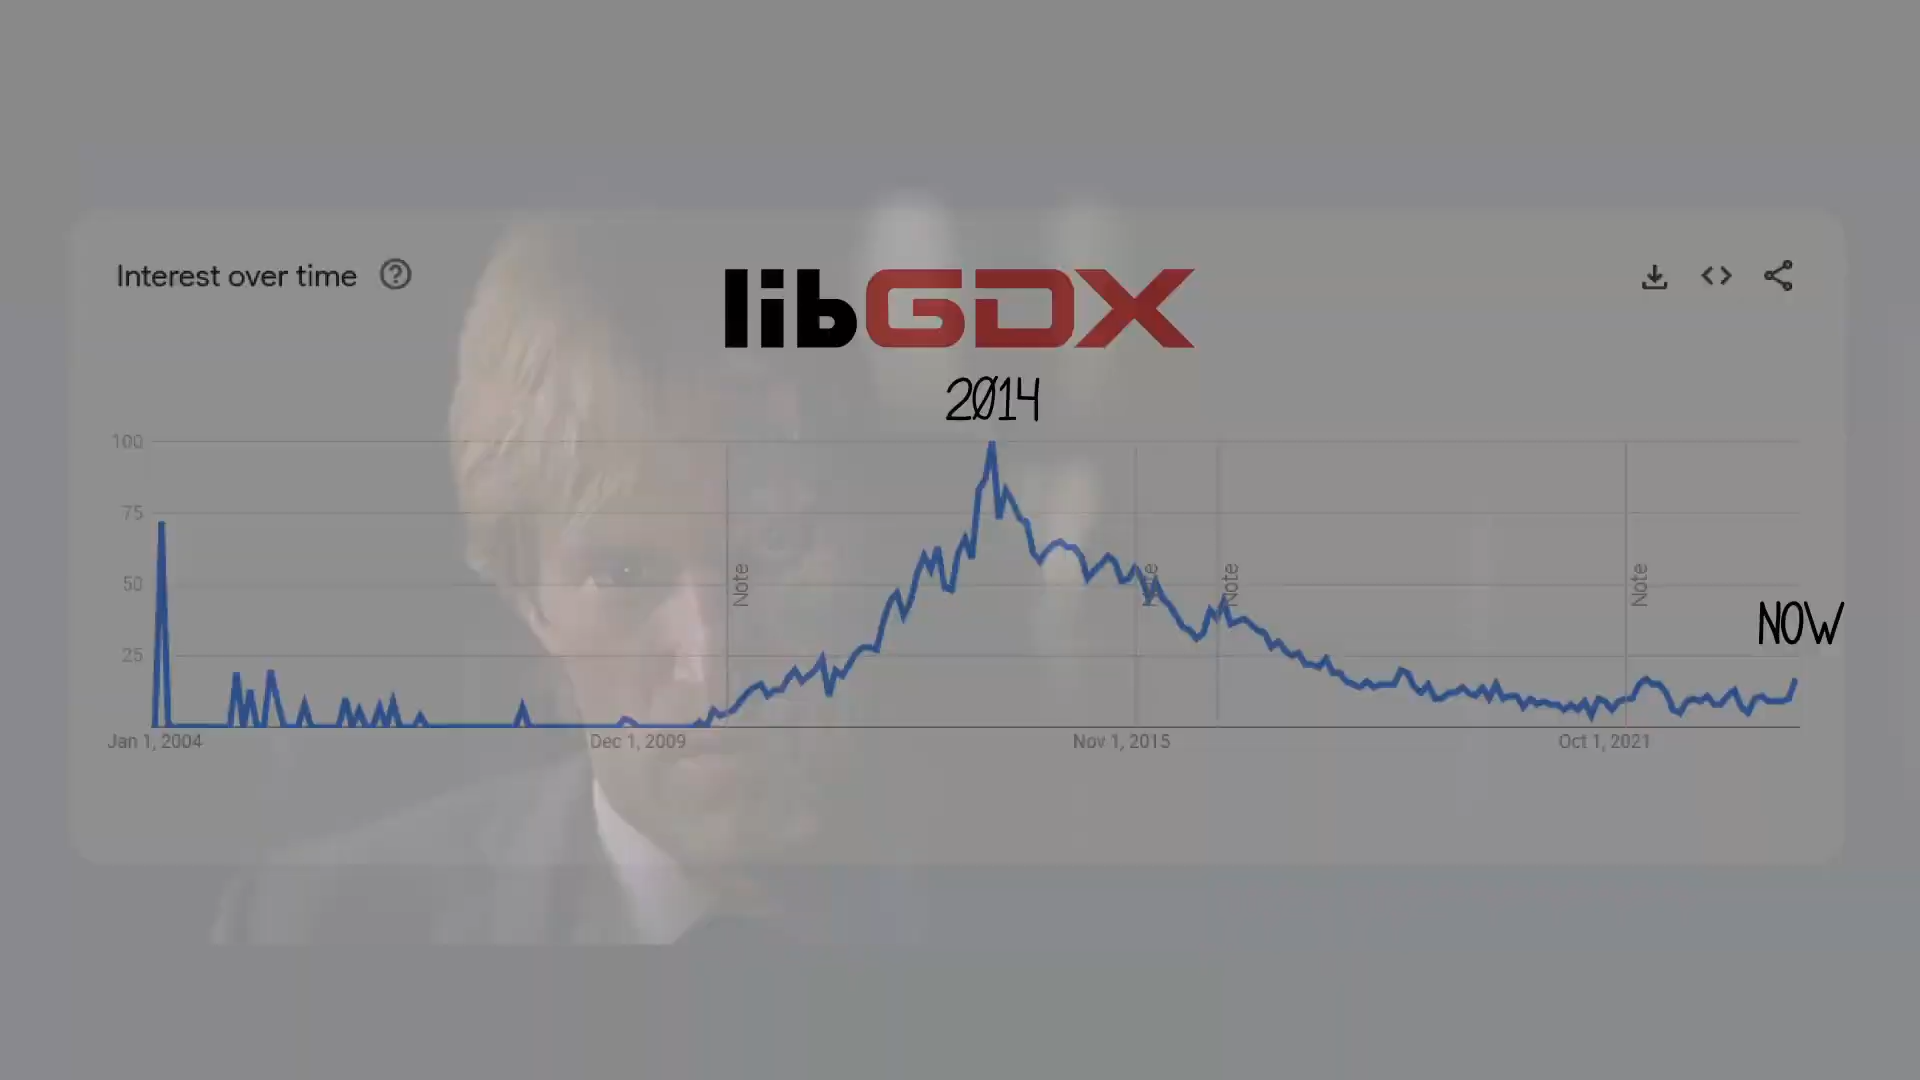 Interest over time
libGDX
2014
100
75
50
25
Note
Note
Note
Note
NOW
Jan 1, 2004
Dec 1, 2009
Nov 1, 2015
Oct 1, 2021